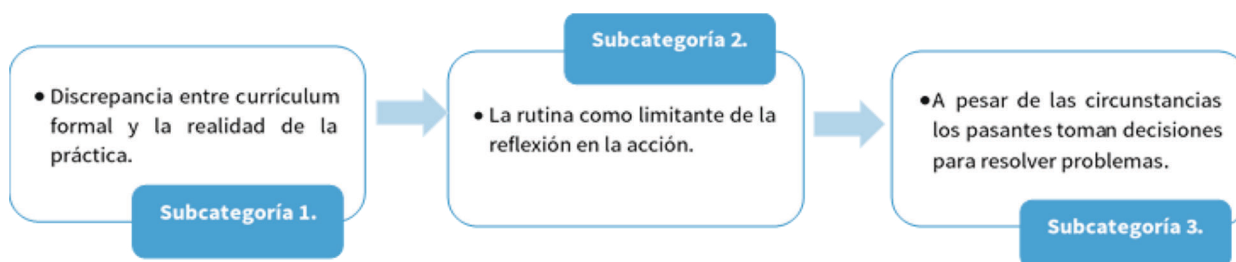 • Discrepancia entre currículum
formal y la realidad de la
práctica.
Subcategoría 1.
Subcategoría 2.
• La rutina como limitante de la
reflexión en la acción.
•A pesar de las circunstancias
los pasantes toman decisiones
para resolver problemas.
Subcategoría 3.